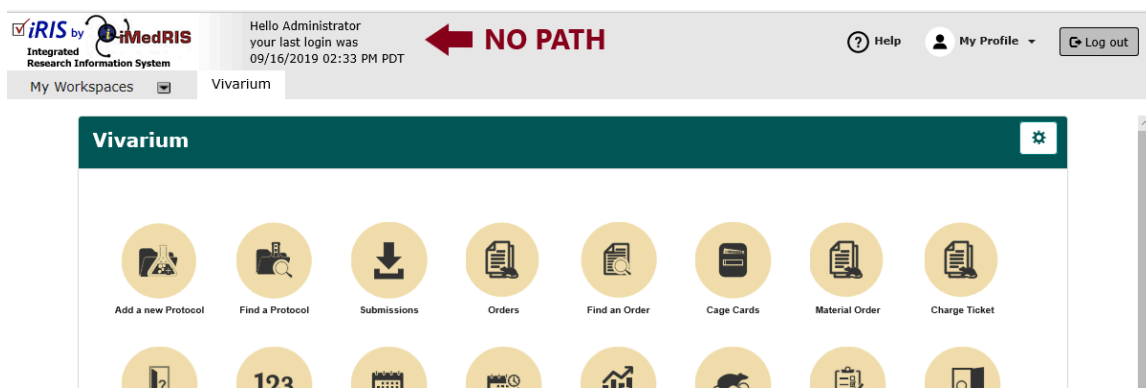 iRIS by iMedRIS
Integrated
Research Information System
Hello Administrator
your last login was
09/16/2019 02:33 PM PDT
NO PATH
? Help
My Profile
Log out
My Workspaces
Vivarium
Vivarium
Add a new Protocol
Find a Protocol
Submissions
Orders
Find an Order
Cage Cards
Material Order
Charge Ticket
?
123